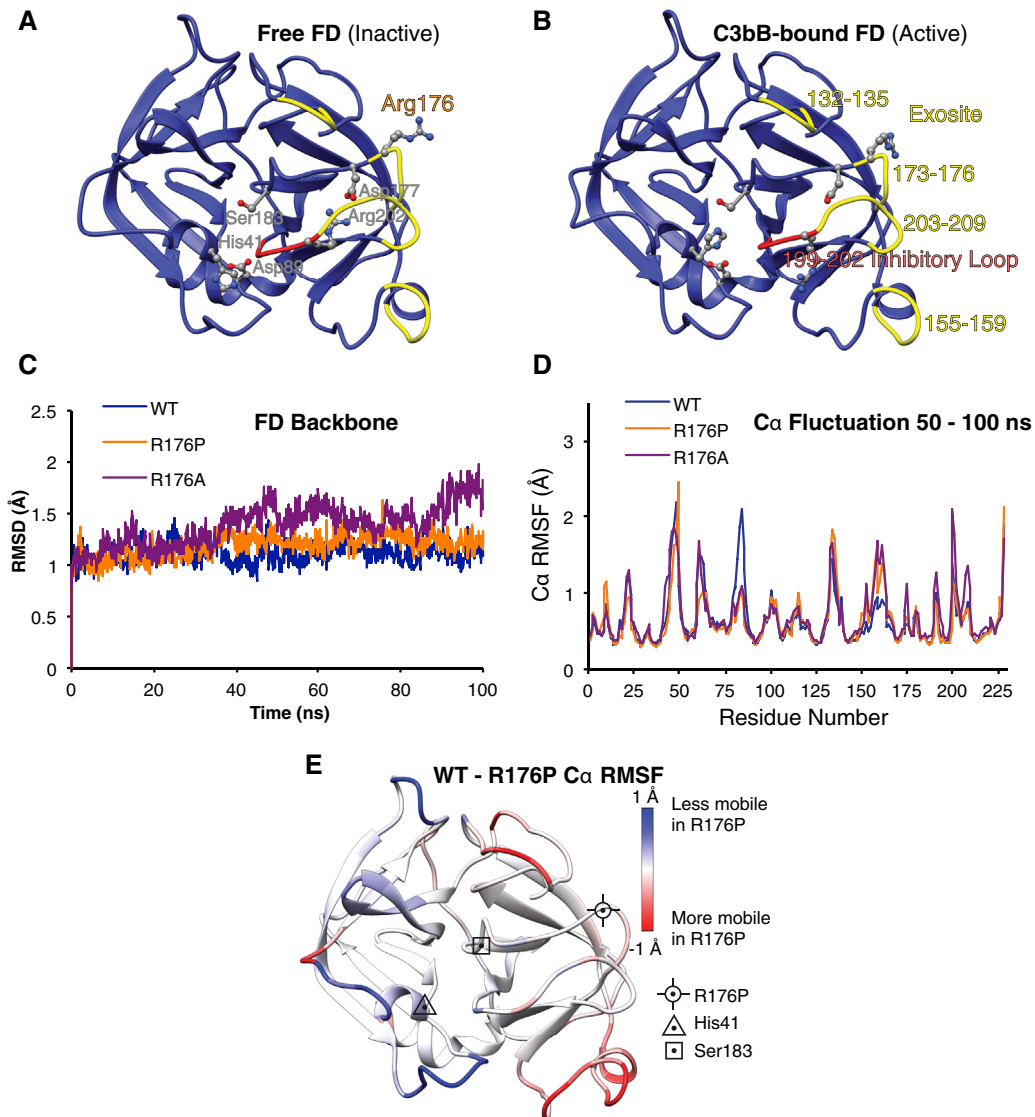 A
Free FD (Inactive)
Arg176
Asp177
Ser183
Arg202
His41
Asp89
B
C3bB-bound FD (Active)
132-135
Exosite
173-176
203-209
199-202 Inhibitory Loop
155-159
C
WT
FD Backbone
R176P
R176A
RMSD (Å)
2.5
2
1.5
1
0.5
0
0 20 40 60 80 100
Time (ns)
D
WT
Cα Fluctuation 50 - 100 ns
R176P
R176A
Cα RMSF (Å)
3
2
1
0
0 25 50 75 100 125 150 175 200 225
Residue Number
E
WT - R176P Cα RMSF
1 Å
Less mobile
in R176P
More mobile
in R176P
-1 Å
R176P
His41
Ser183